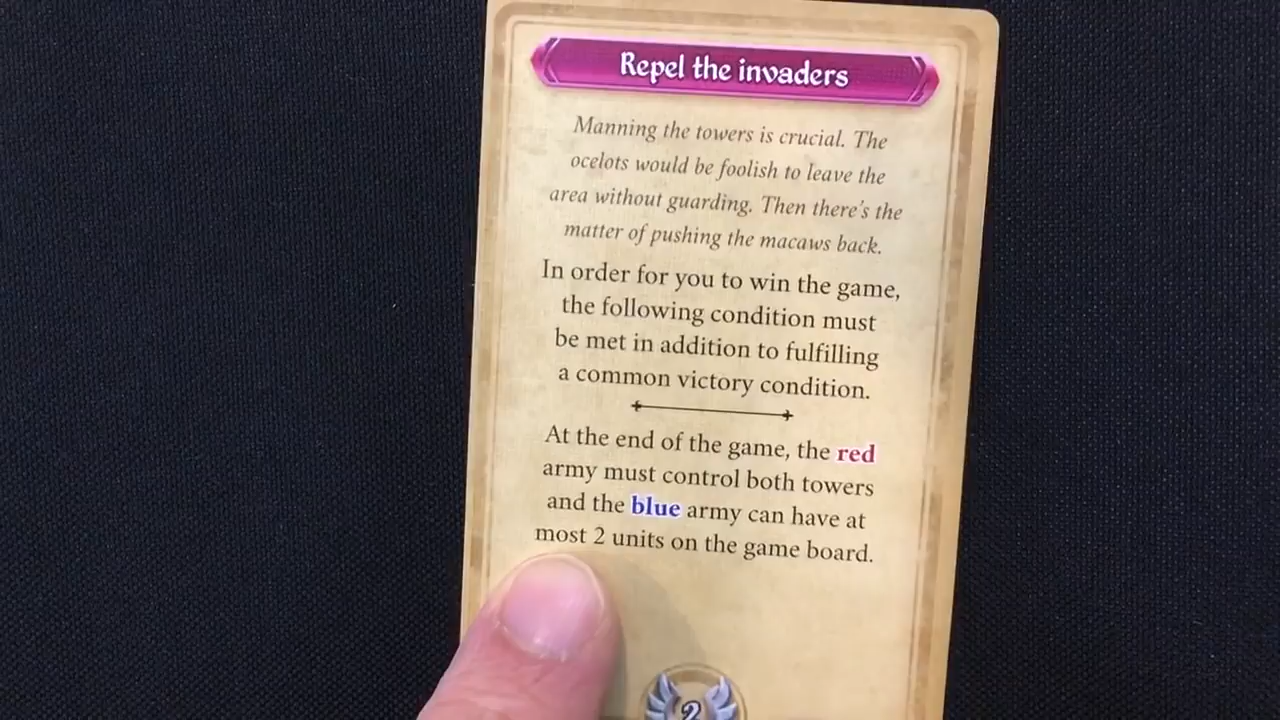 Repel the invaders
Manning the towers is crucial. The
ocelots would be foolish to leave the
area without guarding. Then there's the
matter of pushing the macaws back.
In order for you to win the game,
the following condition must
be met in addition to fulfilling
a common victory condition.
At the end of the game, the red
army must control both towers
and the blue army can have at
most 2 units on the game board.
2